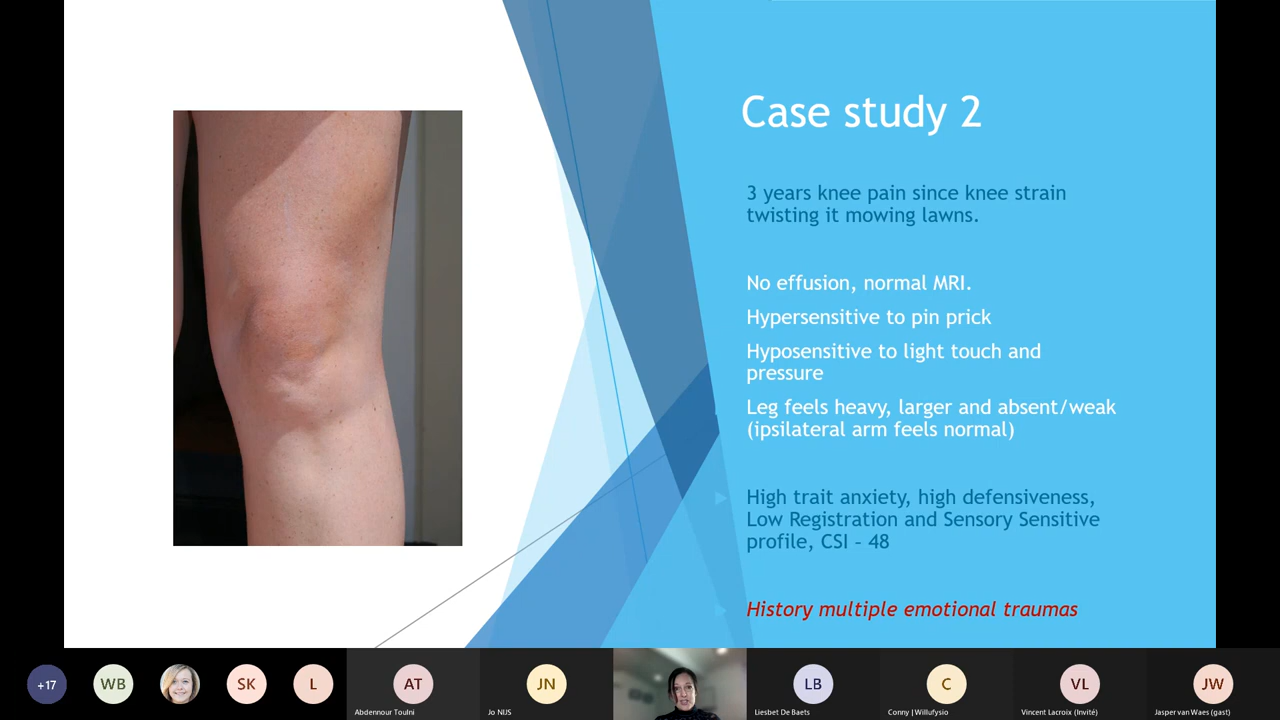 Case study 2
3 years knee pain since knee strain
twisting it mowing lawns.
No effusion, normal MRI.
Hypersensitive to pin prick
Hyposensitive to light touch and
pressure
Leg feels heavy, larger and absent/weak
(ipsilateral arm feels normal)
High trait anxiety, high defensiveness,
Low Registration and Sensory Sensitive
profile, CSI – 48
History multiple emotional traumas
+17
WB
SK
L
AT
Abdennour Toulni
JN
Jo NIJS
LB
Liesbet De Baets
C
Conny | Willufysio
VL
Vincent Lacroix (Invité)
JW
Jasper van Waes (gast)